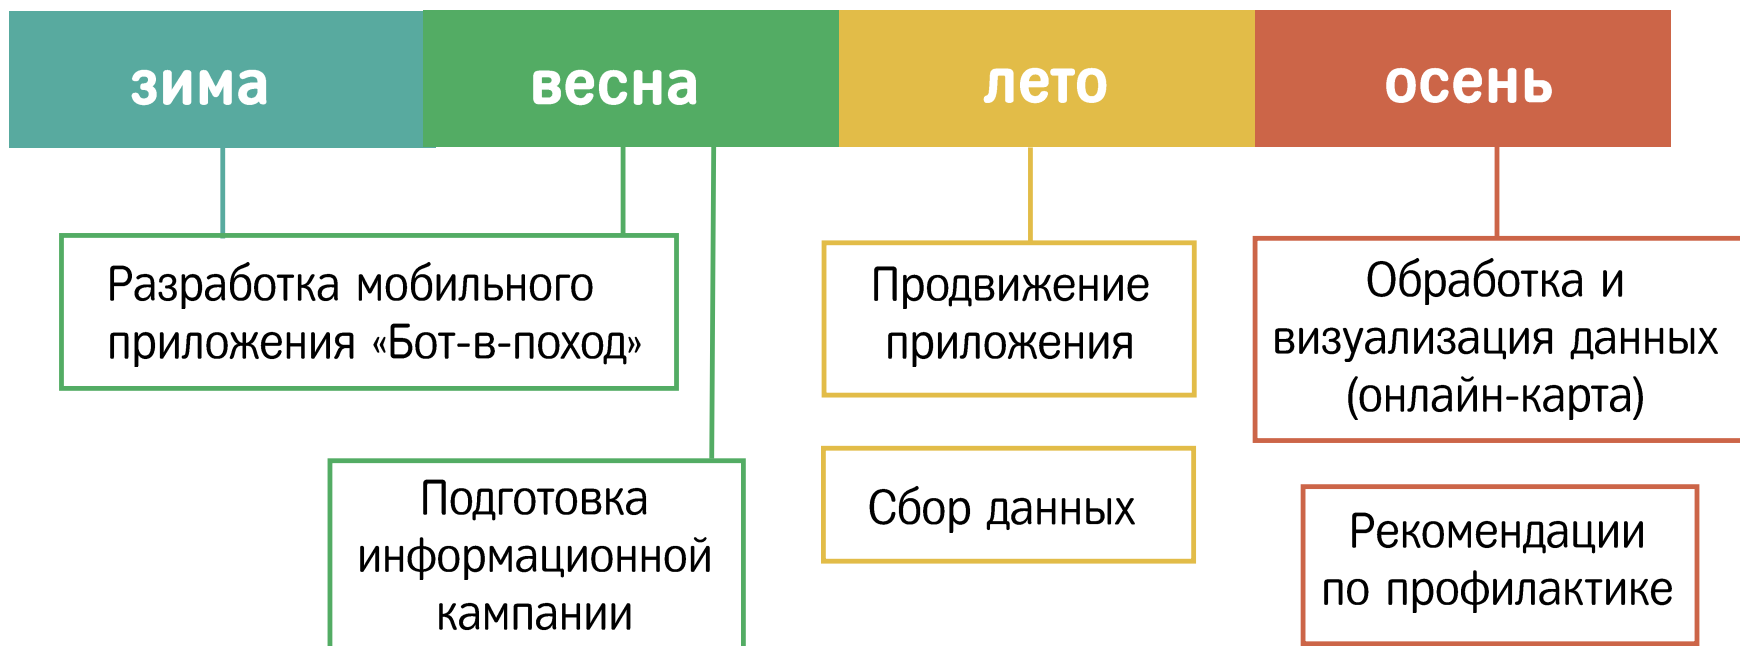 зима
весна
лето
осень
Разработка мобильного
приложения «Бот-в-поход»
Подготовка
информационной
кампании
Продвижение
приложения
Сбор данных
Обработка и
визуализация данных
(онлайн-карта)
Рекомендации
по профилактике